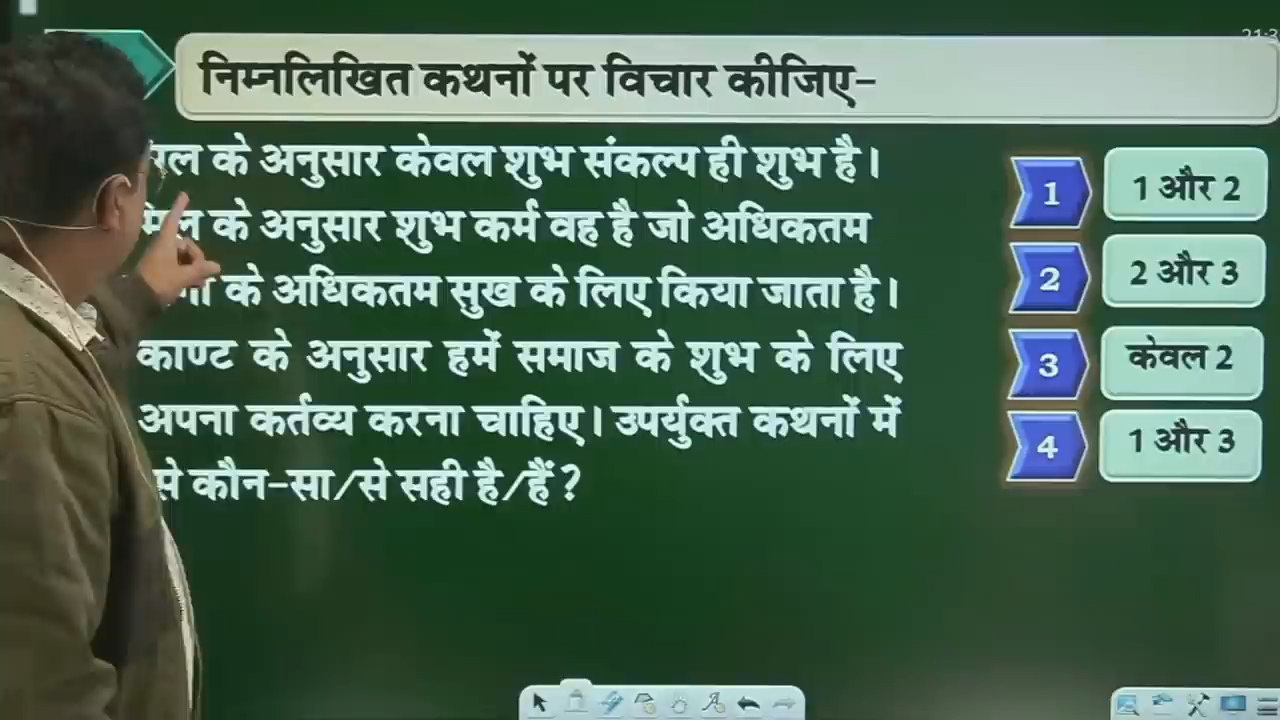 निम्नलिखित कथनों पर विचार कीजिए-
के अनुसार केवल शुभ संकल्प ही शुभ है।
मिल के अनुसार शुभ कर्म वह है जो अधिकतम
के अधिकतम सुख के लिए किया जाता है।
काण्ट के अनुसार हमें समाज के शुभ के लिए
अपना कर्तव्य करना चाहिए। उपर्युक्त कथनों में
से कौन-सा/से सही है/हैं?
1 1 और 2
2 2 और 3
3 केवल 2
4 1 और 3